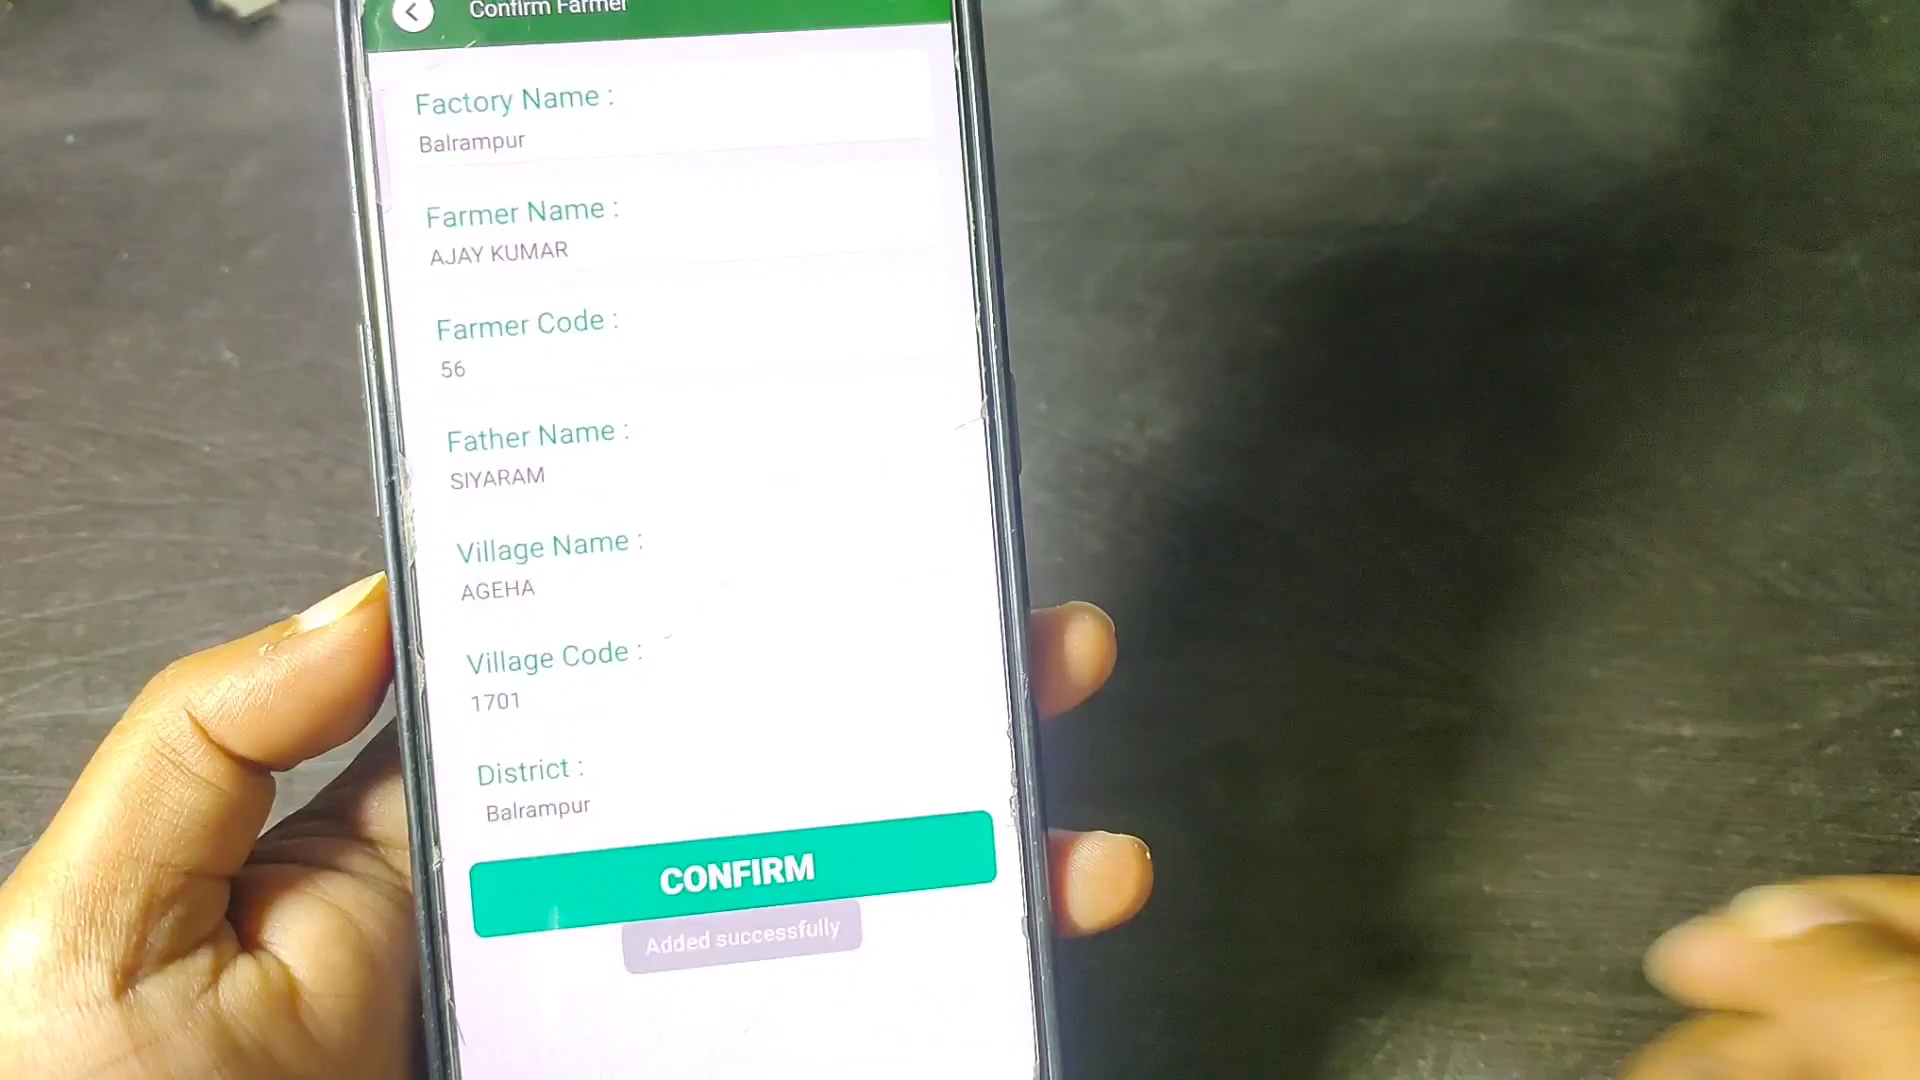 Confirm Farmer
Factory Name :
Balrampur
Farmer Name :
AJAY KUMAR
Farmer Code :
56
Father Name :
SIYARAM
Village Name :
AGEHA
Village Code :
1701
District :
Balrampur
CONFIRM
Added successfully